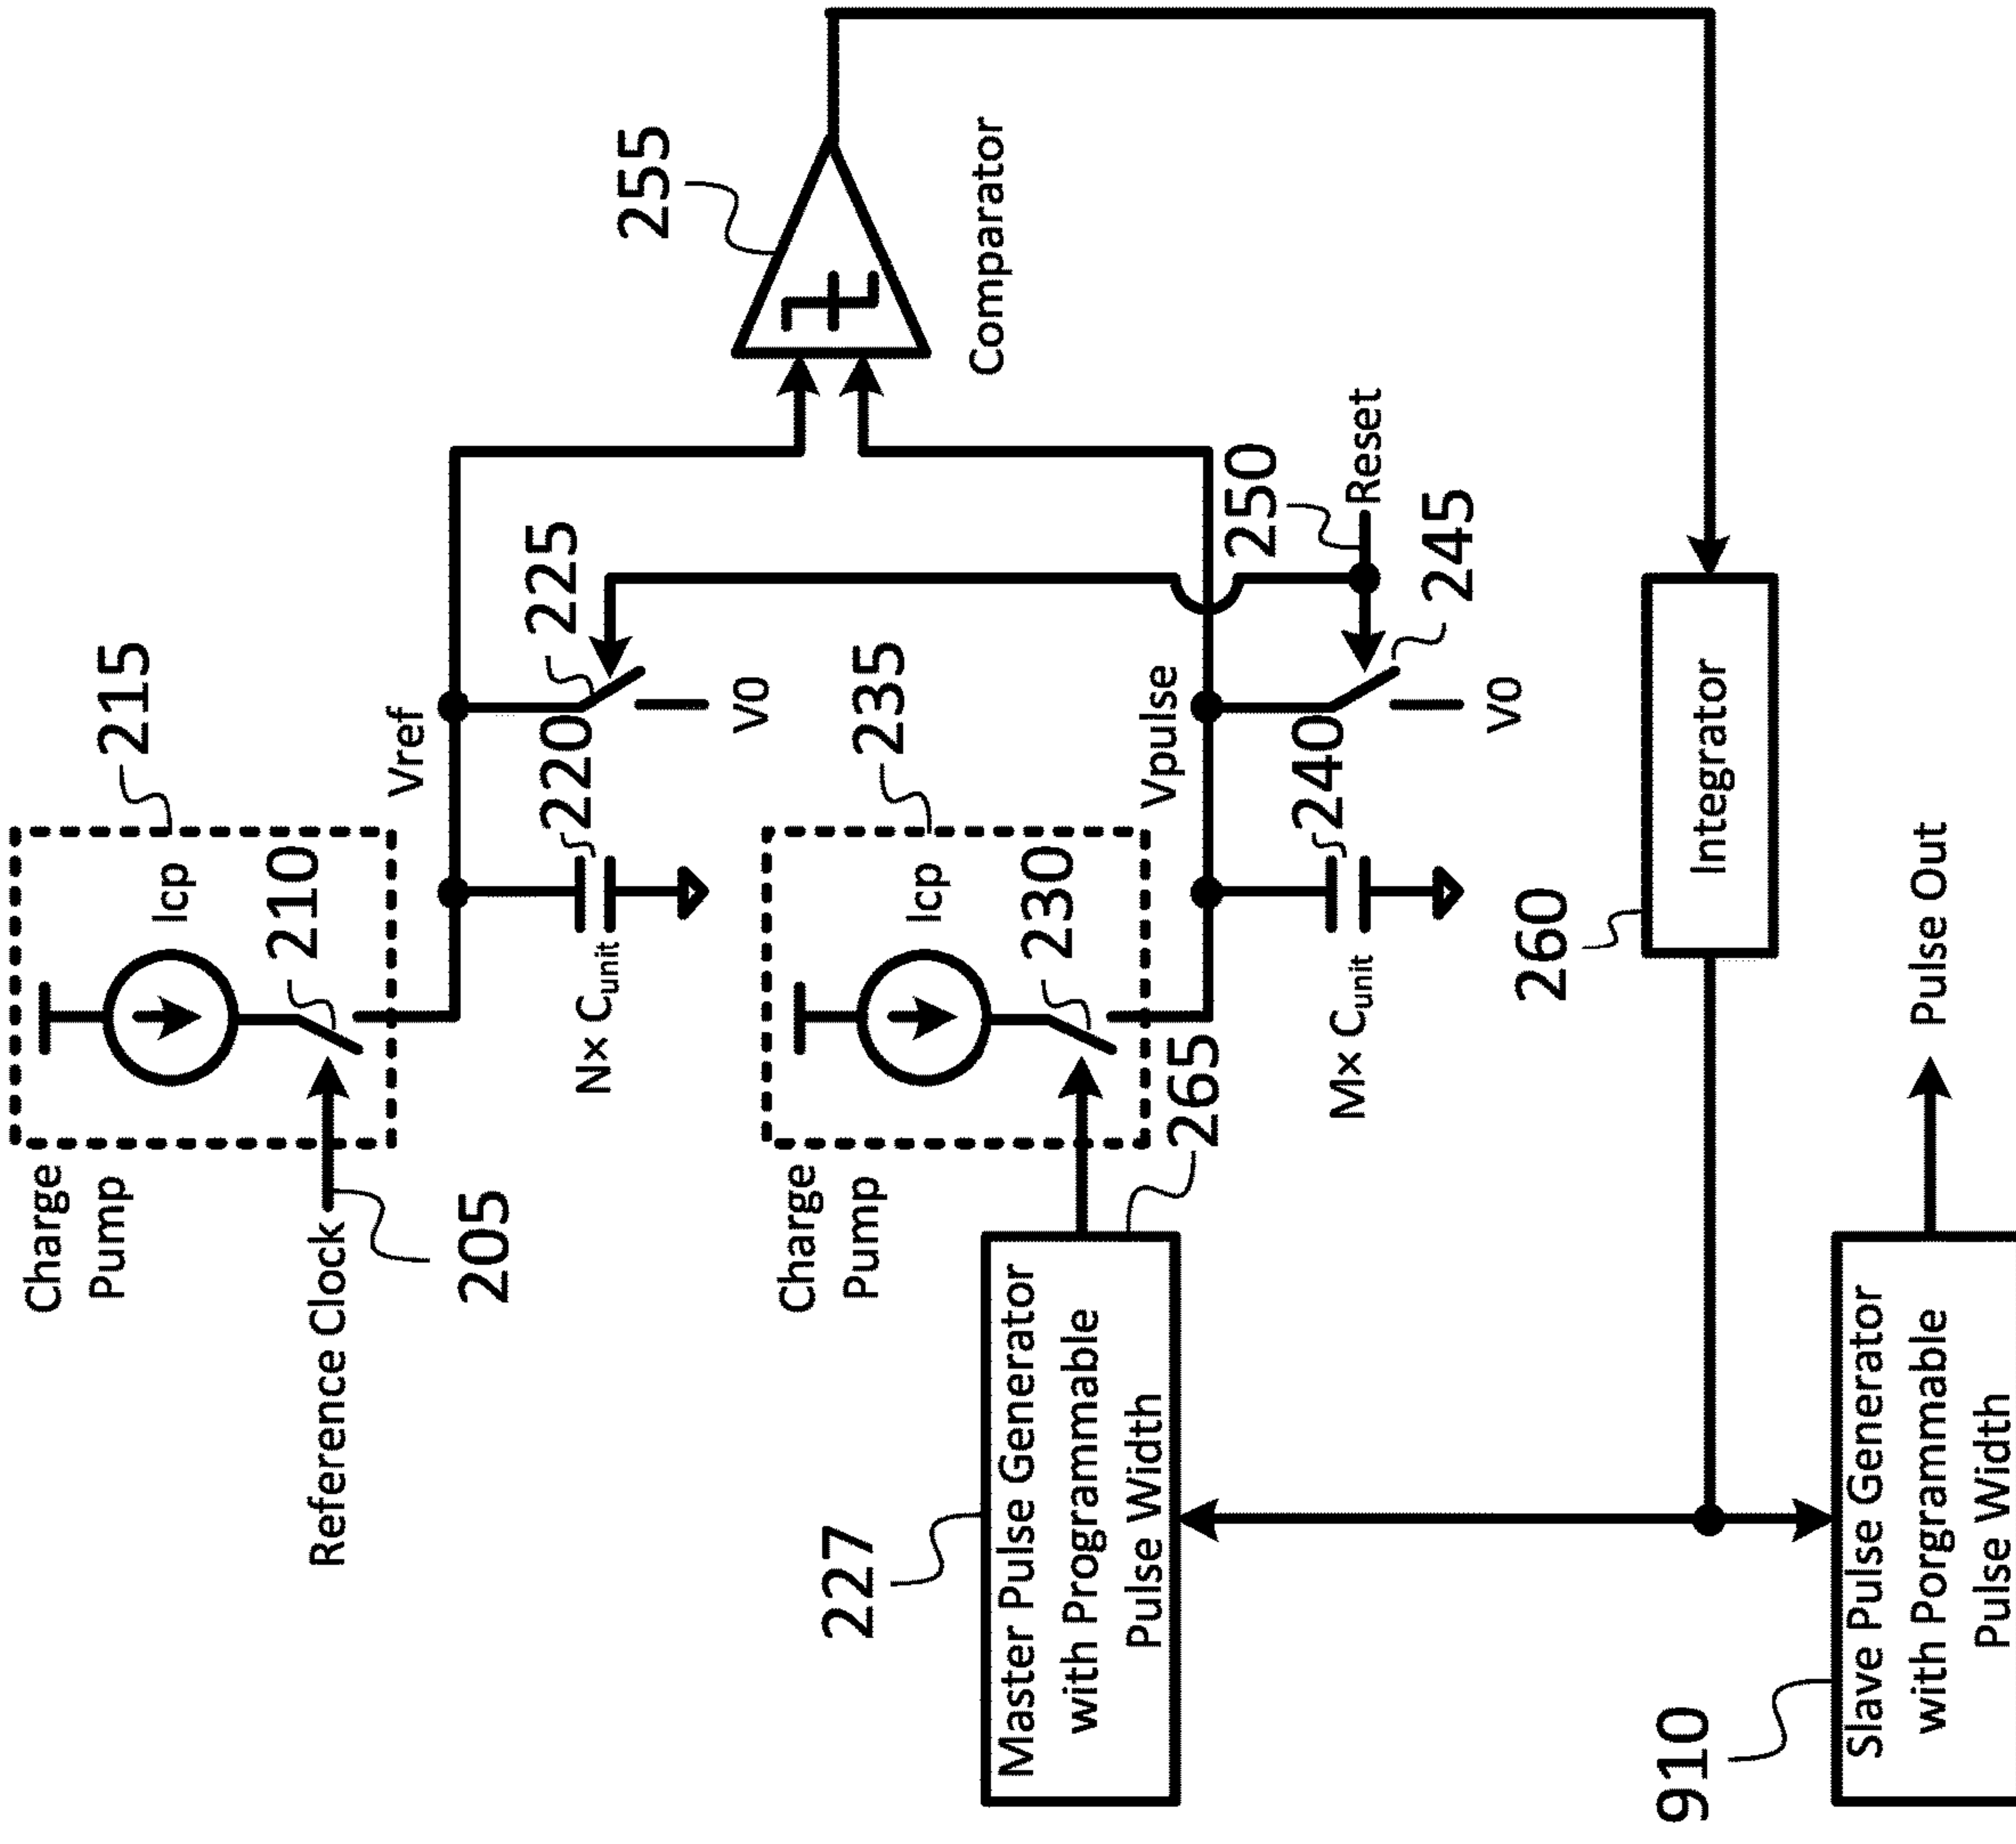 Charge
Pump
215
Icp
210
Reference Clock
205
Vref
N× Cunit
220
225
V0
255
Comparator
Charge
Pump
235
Icp
230
265
227
Master Pulse Generator
with Programmable
Pulse Width
Vpulse
M× Cunit
240
V0
250
Reset
245
260
Integrator
910
Slave Pulse Generator
with Porgrammable
Pulse Width
Pulse Out